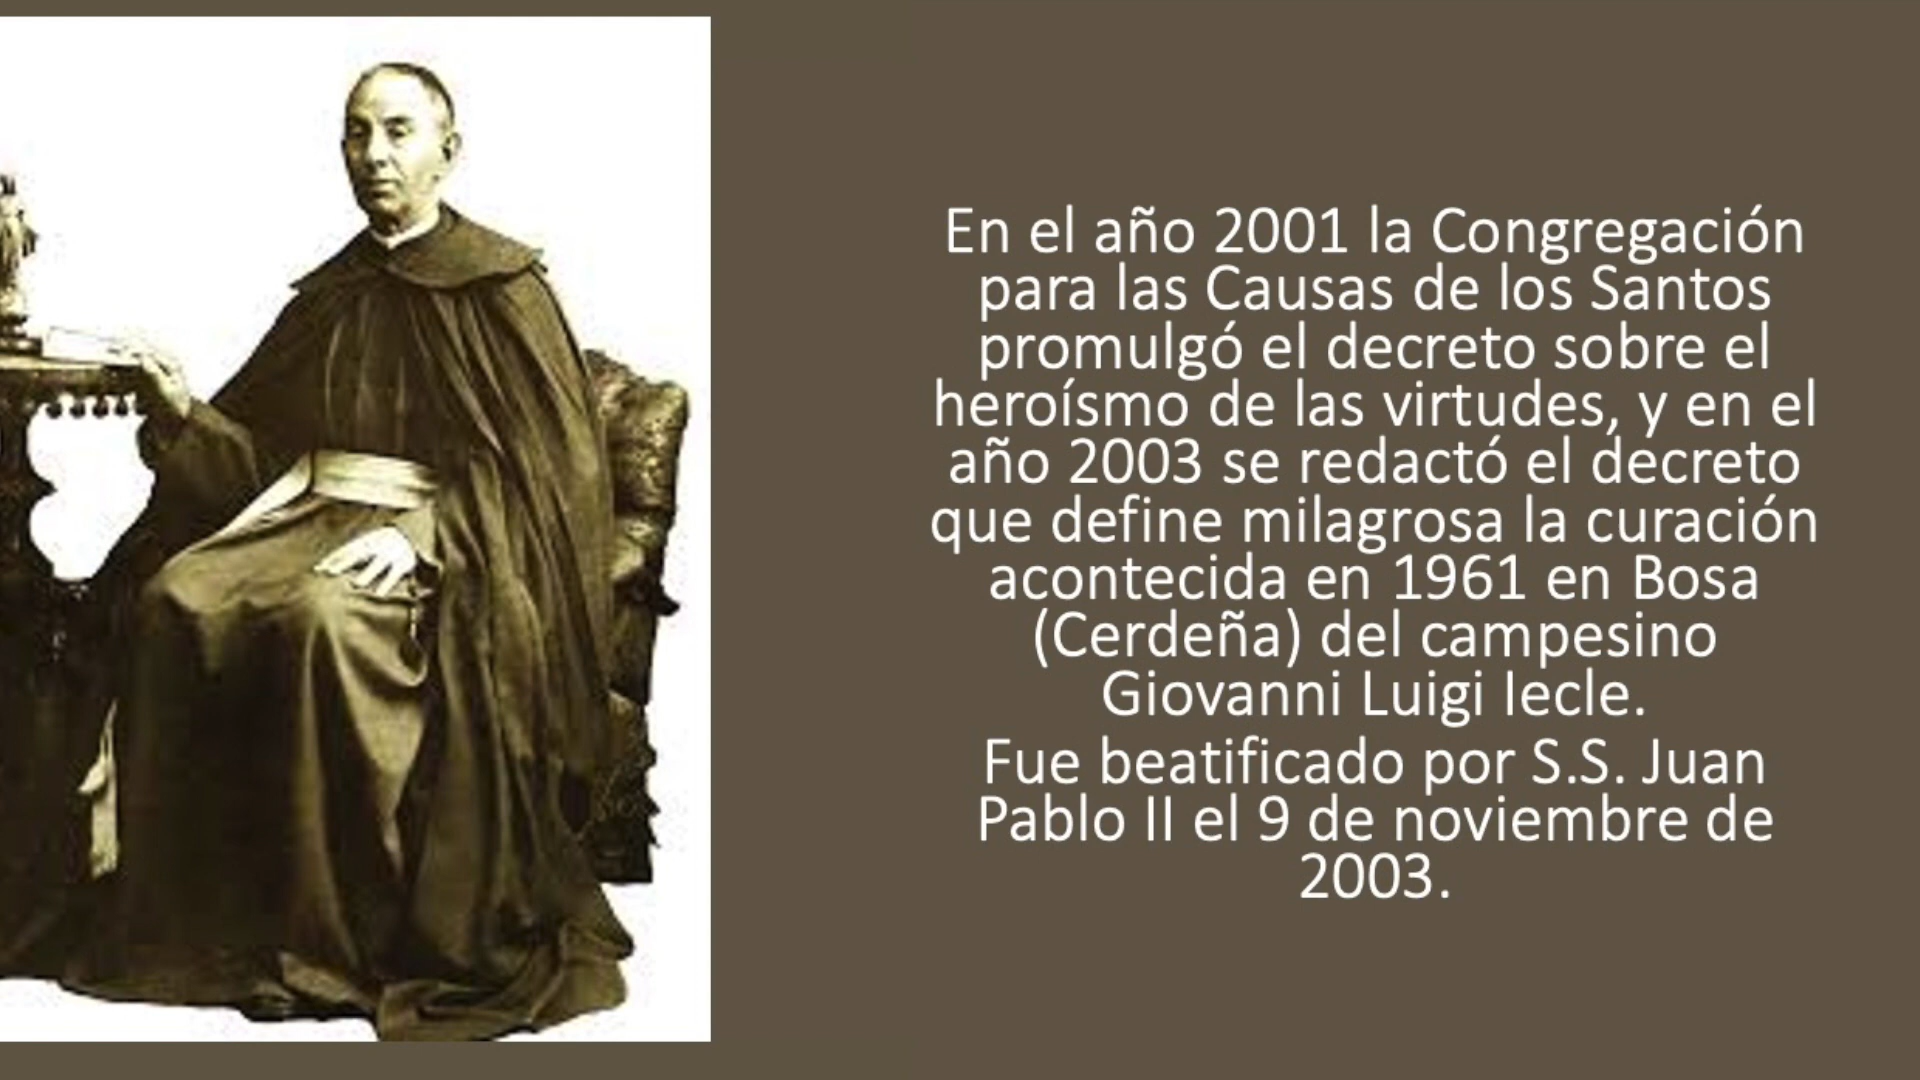 En el año 2001 la Congregación
para las Causas de los Santos
promulgó el decreto sobre el
heroísmo de las virtudes, y en el
año 2003 se redactó el decreto
que define milagrosa la curación
acontecida en 1961 en Bosa
(Cerdeña) del campesino
Giovanni Luigi Iecle.
Fue beatificado por S.S. Juan
Pablo II el 9 de noviembre de
2003.